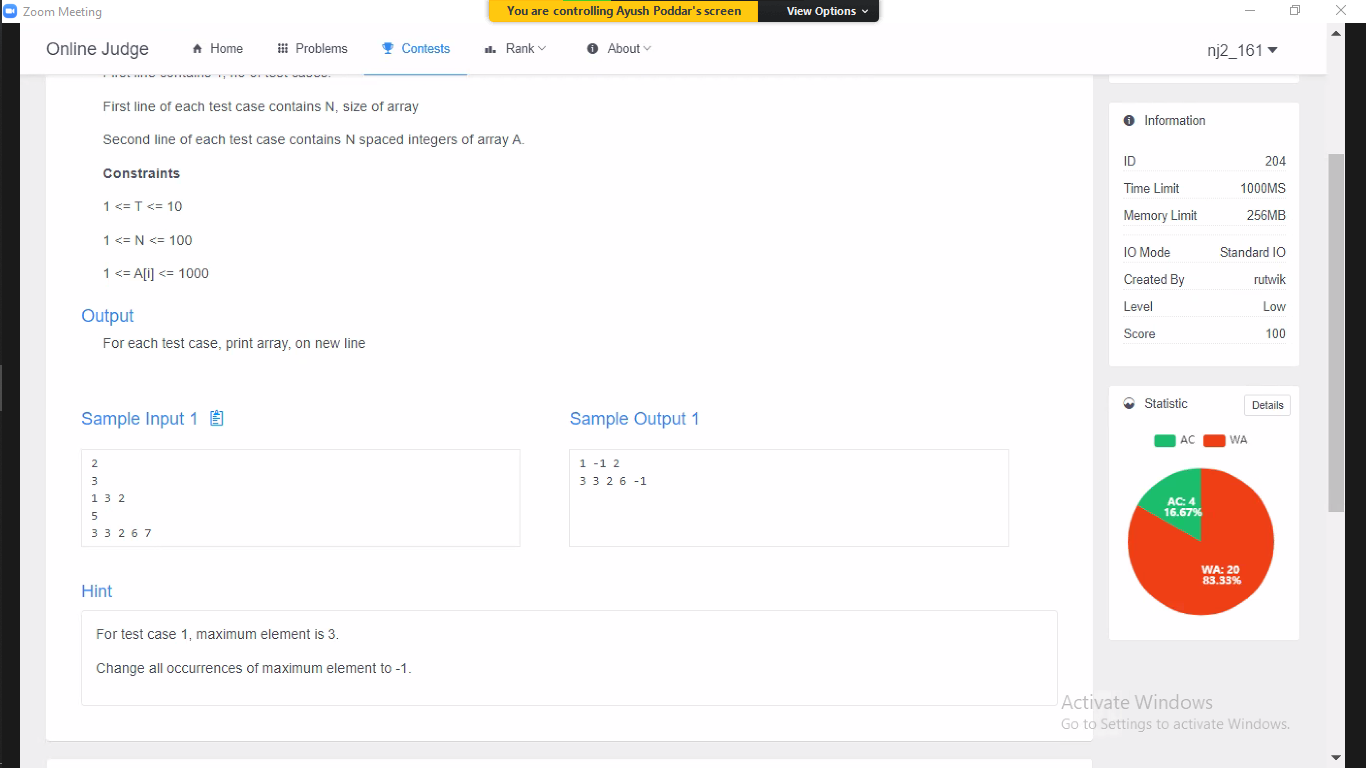 Zoom Meeting
You are controlling Ayush Poddar's screen
View Options
Online Judge
Home
Problems
Contests
Rank
About
nj2_161
First line of each test case contains N, size of array
Second line of each test case contains N spaced integers of array A.
Constraints
1 <= T <= 10
1 <= N <= 100
1 <= A[i] <= 1000
Output
For each test case, print array, on new line
Sample Input 1
2
3
1 3 2
5
3 3 2 6 7
Sample Output 1
1 -1 2
3 3 2 6 -1
Hint
For test case 1, maximum element is 3.
Change all occurrences of maximum element to -1.
Information
ID 204
Time Limit 1000MS
Memory Limit 256MB
IO Mode Standard IO
Created By rutwik
Level Low
Score 100
Statistic
Details
AC WA
AC: 4
16.67%
WA: 20
83.33%
Activate Windows
Go to Settings to activate Windows.